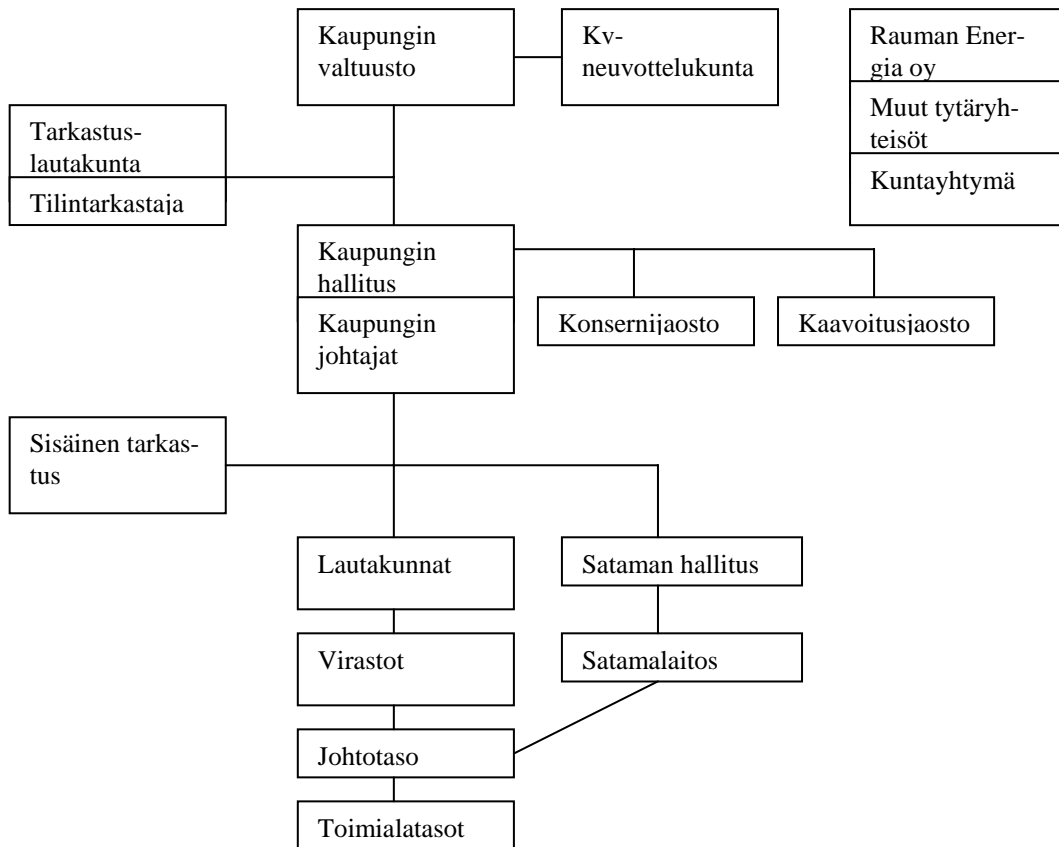 Kaupungin
valtuusto
Kv-
neuvottelukunta
Rauman Ener-
gia oy
Muut tytäryh-
teisöt
Kuntayhtymä
Tarkastus-
lautakunta
Tilintarkastaja
Kaupungin
hallitus
Kaupungin
johtajat
Konsernijaosto
Kaavoitusjaosto
Sisäinen tarkas-
tus
Lautakunnat
Sataman hallitus
Virastot
Satamalaitos
Johtotaso
Toimialatasot